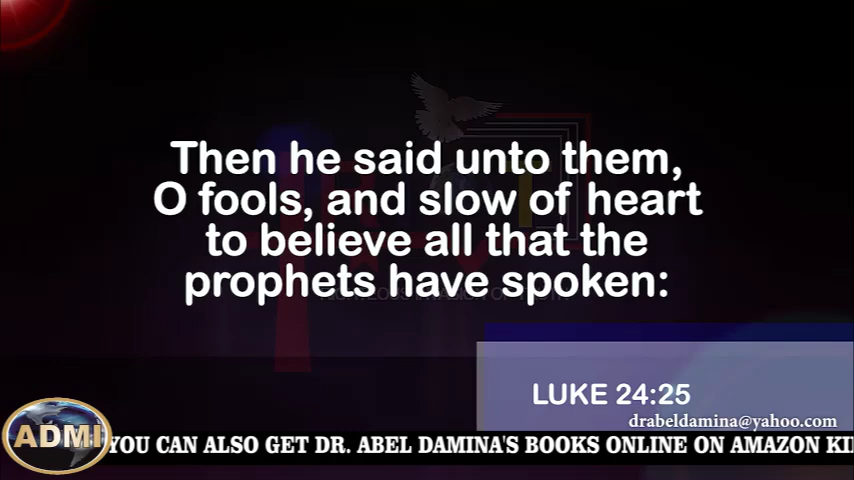 Then he said unto them,
O fools, and slow of heart
to believe all that the
prophets have spoken:
LUKE 24:25
drabeldamina@yahoo.com
ADMI
YOU CAN ALSO GET DR. ABEL DAMINA'S BOOKS ONLINE ON AMAZON KI